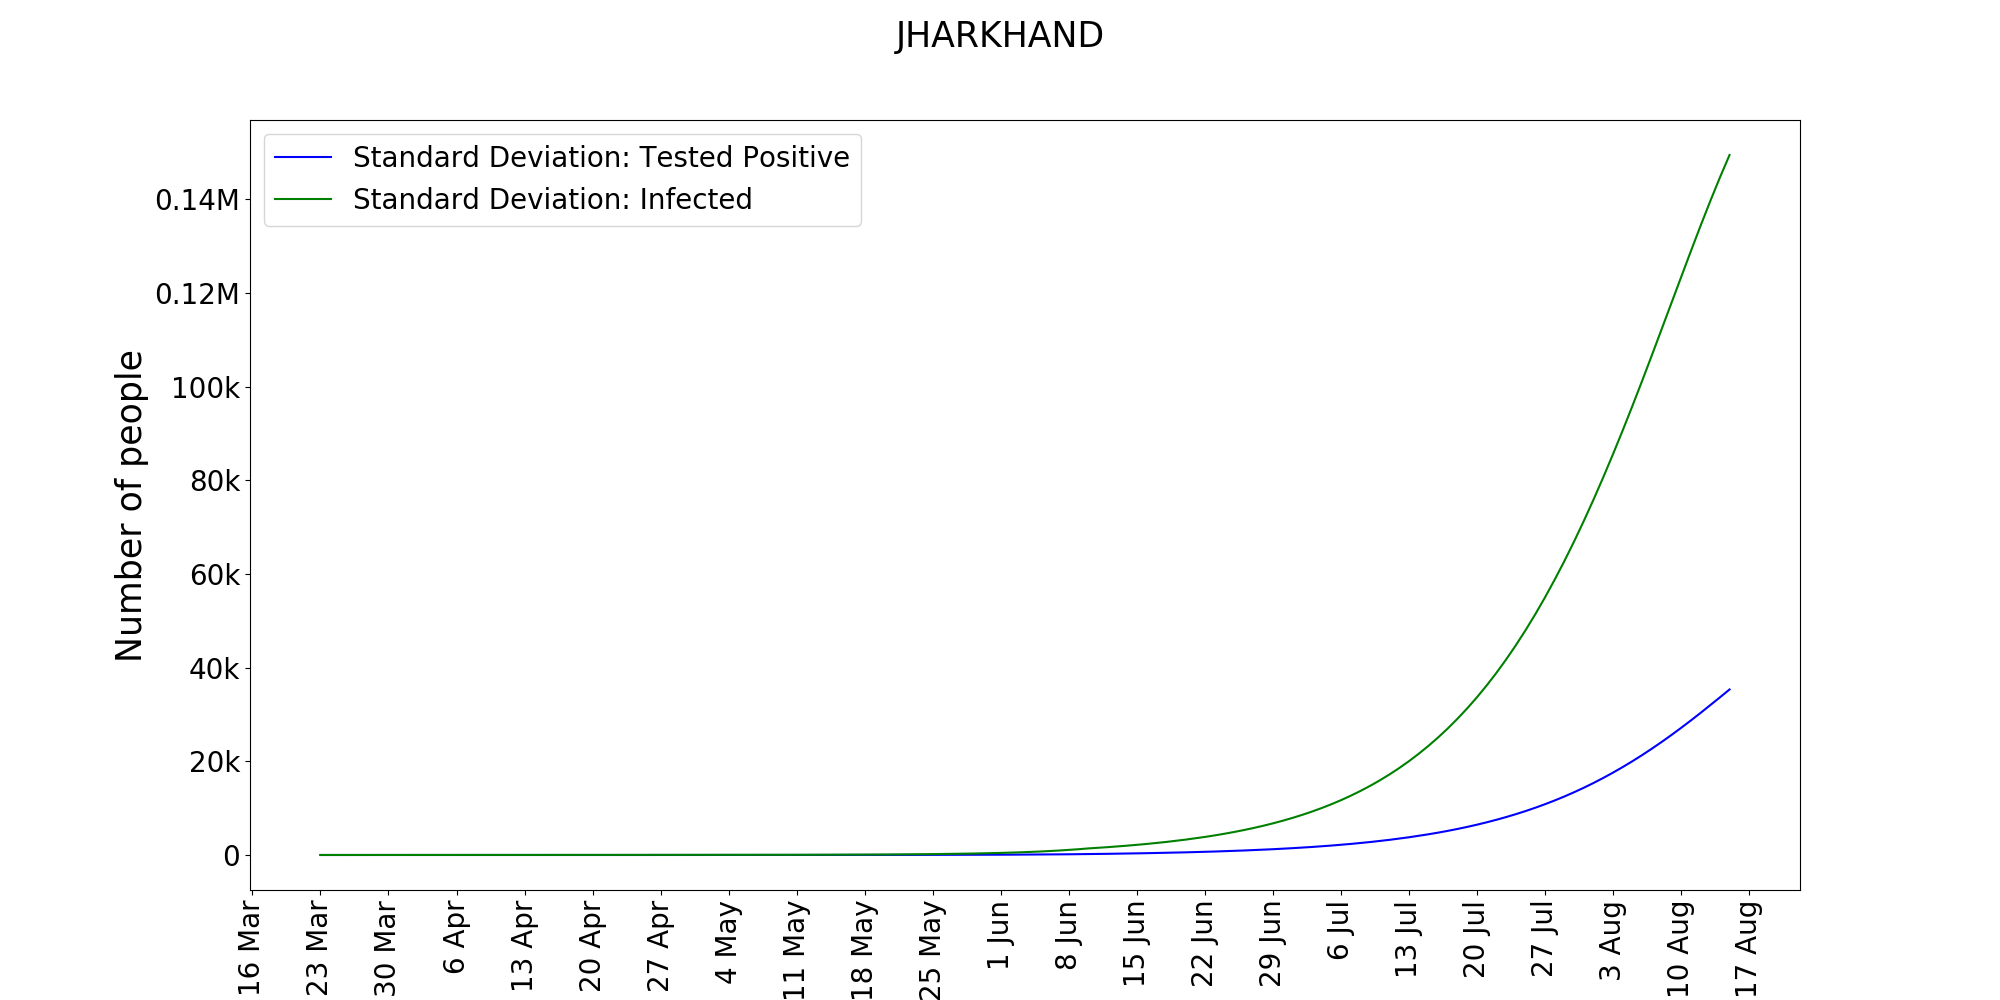 JHARKHAND
Standard Deviation: Tested Positive
Standard Deviation: Infected
Number of people
0.14M
0.12M
100k
80k
60k
40k
20k
0
16 Mar
23 Mar
30 Mar
6 Apr
13 Apr
20 Apr
27 Apr
4 May
11 May
18 May
25 May
1 Jun
8 Jun
15 Jun
22 Jun
29 Jun
6 Jul
13 Jul
20 Jul
27 Jul
3 Aug
10 Aug
17 Aug